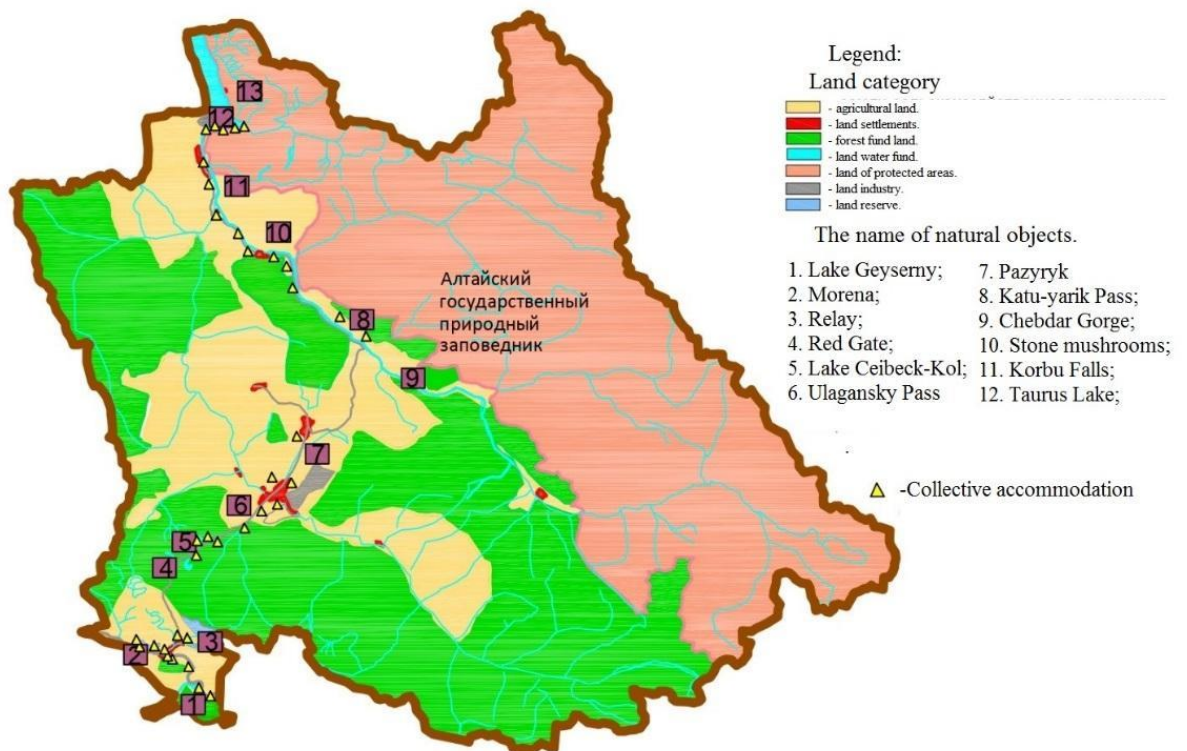 Legend:
Land category
- agricultural land.
- land settlements.
- forest fund land.
- land water fund.
- land of protected areas.
- land industry.
- land reserve.
The name of natural objects.
1. Lake Geyserny;
2. Morena;
3. Relay;
4. Red Gate;
5. Lake Ceibeck-Kol;
6. Ulagansky Pass
7. Pazyryk
8. Katu-yarik Pass;
9. Chebdar Gorge;
10. Stone mushrooms;
11. Korbu Falls;
12. Taurus Lake;
-Collective accommodation
13
12
11
10
Алтайский
государственный
природный
заповедник
8
9
7
6
5
4
3
2
1